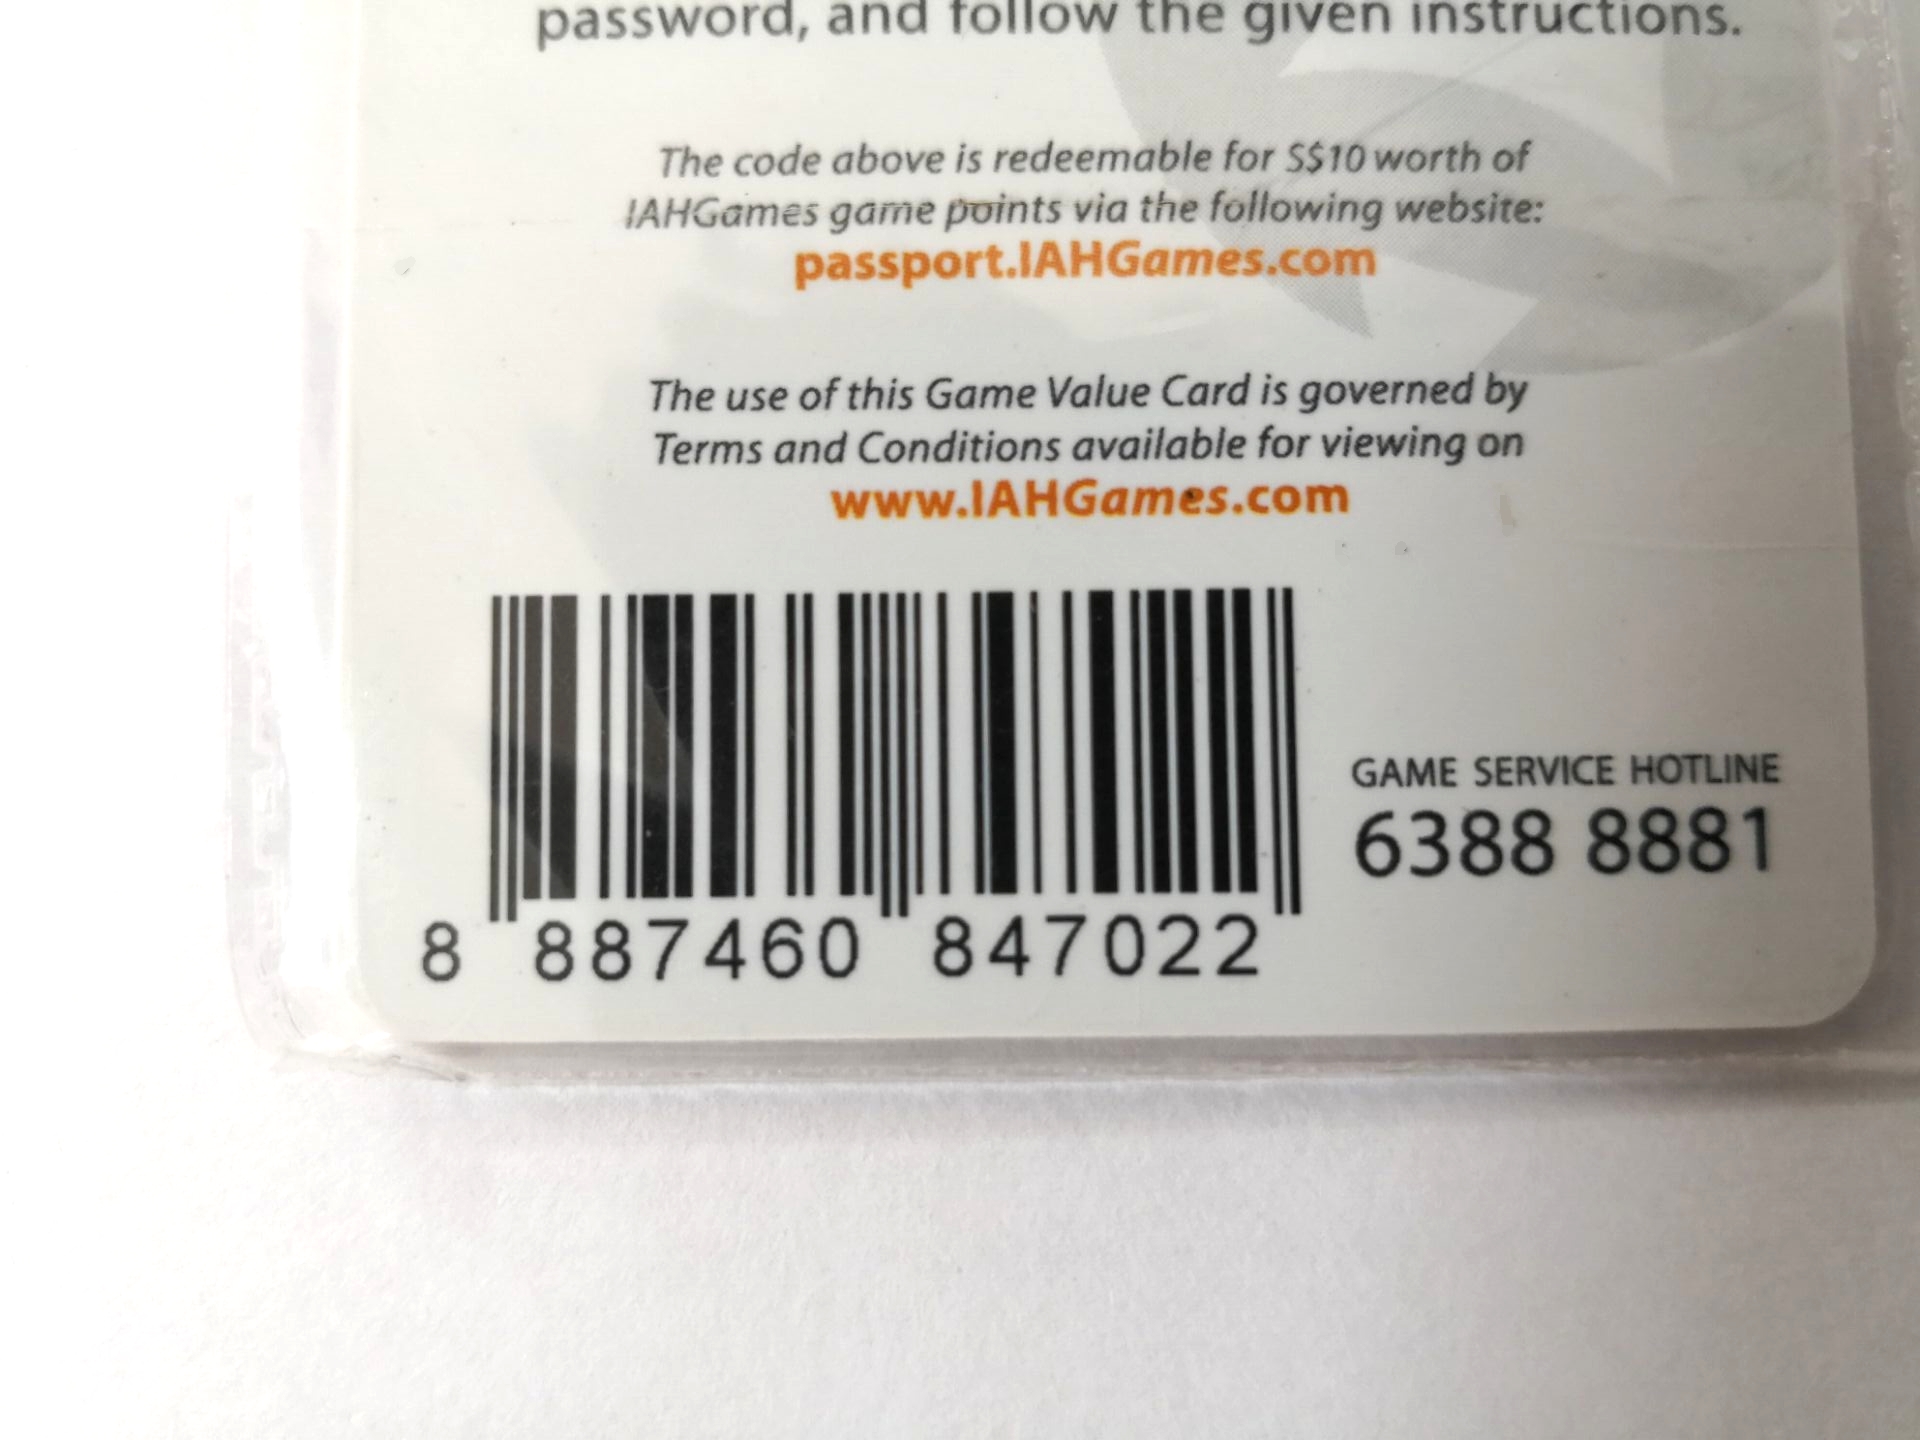 password, and follow the given instructions.
The code above is redeemable for S$10 worth of
IAHGames game points via the following website:
passport.IAHGames.com
The use of this Game Value Card is governed by
Terms and Conditions available for viewing on
www.IAHGames.com
GAME SERVICE HOTLINE
6388 8881
8 887460 847022